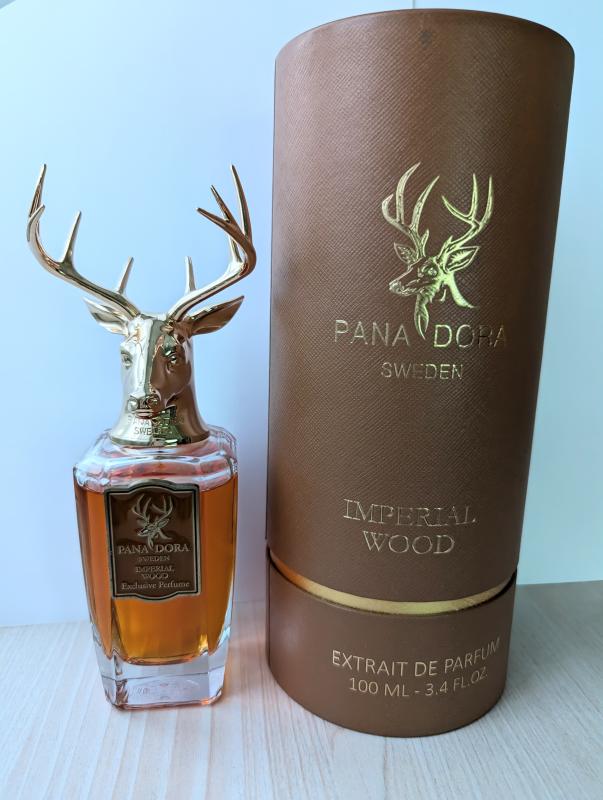 PANA DORA
SWEDEN
IMPERIAL
WOOD
EXTRAIT DE PARFUM
100 ML - 3.4 FL.OZ.
SWEDEN
PANA DORA
SWEDEN
IMPERIAL
WOOD
Exclusive Perfume